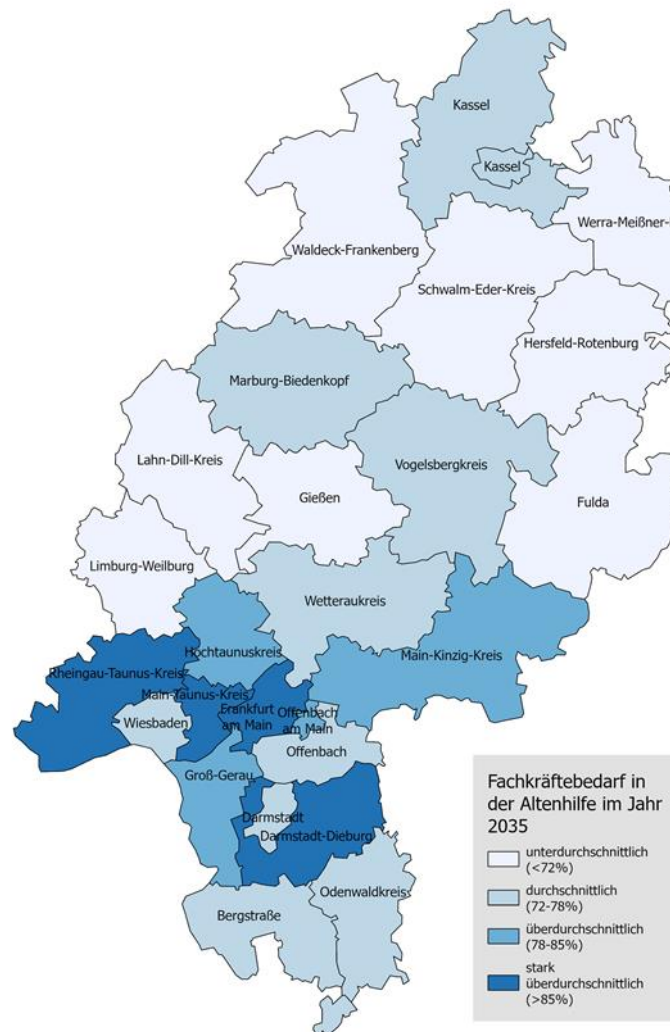 Kassel
Kassel
Werra-Meißner-
Waldeck-Frankenberg
Schwalm-Eder-Kreis
Hersfeld-Rotenburg
Marburg-Biedenkopf
Vogelsbergkreis
Lahn-Dill-Kreis
Gießen
Fulda
Limburg-Weilburg
Wetteraukreis
Hochtaunuskreis
Main-Kinzig-Kreis
Rheingau-Taunus-Kreis
Main-Taunus-Kreis
Frankfurt
am Main
Offenbach
am Main
Wiesbaden
Offenbach
Groß-Gerau
Darmstadt
Darmstadt-Dieburg
Odenwaldkreis
Bergstraße
Fachkräftebedarf in
der Altenhilfe im Jahr
2035
unterdurchschnittlich
(<72%)
durchschnittlich
(72-78%)
überdurchschnittlich
(78-85%)
stark
überdurchschnittlich
(>85%)